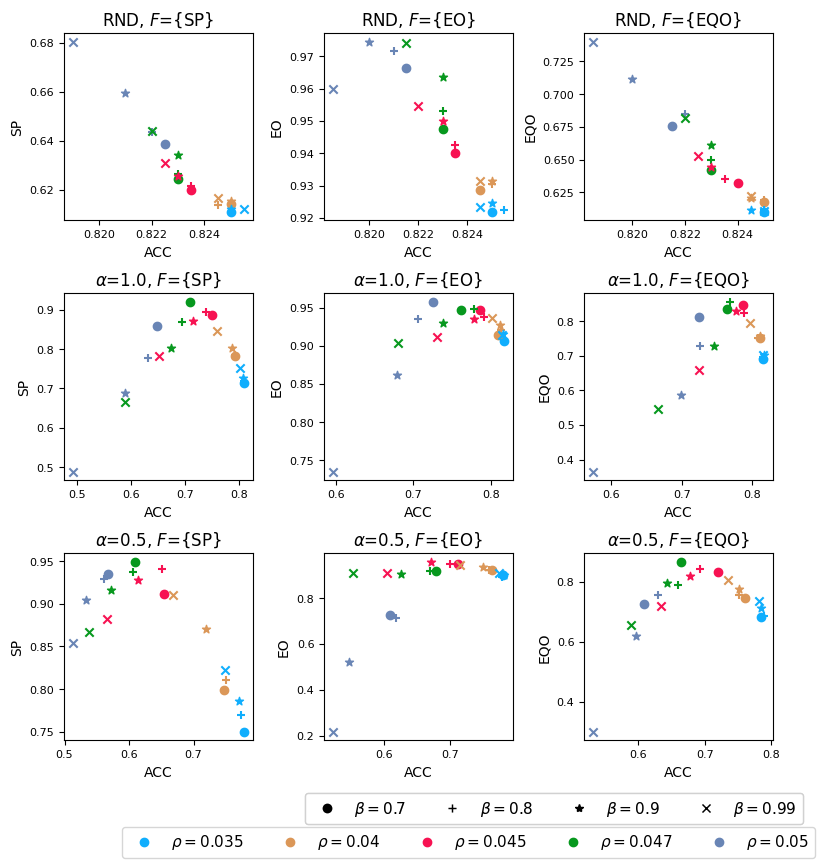 RND, F={SP} RND, F={EO} RND, F={EQO}
0.68 0.97 0.725
0.66 0.96 0.700
0.64 0.95 0.675
0.62 0.94 0.650
0.93 0.625
0.92
SP EO EQO
0.820 0.822 0.824 0.820 0.822 0.824 0.820 0.822 0.824
ACC ACC ACC
α=1.0, F={SP} α=1.0, F={EO} α=1.0, F={EQO}
0.9 0.95 0.8
0.8 0.90 0.7
0.7 0.85 0.6
0.6 0.80 0.5
0.5 0.75 0.4
SP EO EQO
0.5 0.6 0.7 0.8 0.6 0.7 0.8 0.6 0.7 0.8
ACC ACC ACC
α=0.5, F={SP} α=0.5, F={EO} α=0.5, F={EQO}
0.95 0.8 0.8
0.90 0.6 0.6
0.85 0.4 0.4
0.80 0.2
0.75
SP EO EQO
0.5 0.6 0.7 0.6 0.7 0.6 0.7 0.8
ACC ACC ACC
β = 0.7 β = 0.8 β = 0.9 β = 0.99
ρ = 0.035 ρ = 0.04 ρ = 0.045 ρ = 0.047 ρ = 0.05